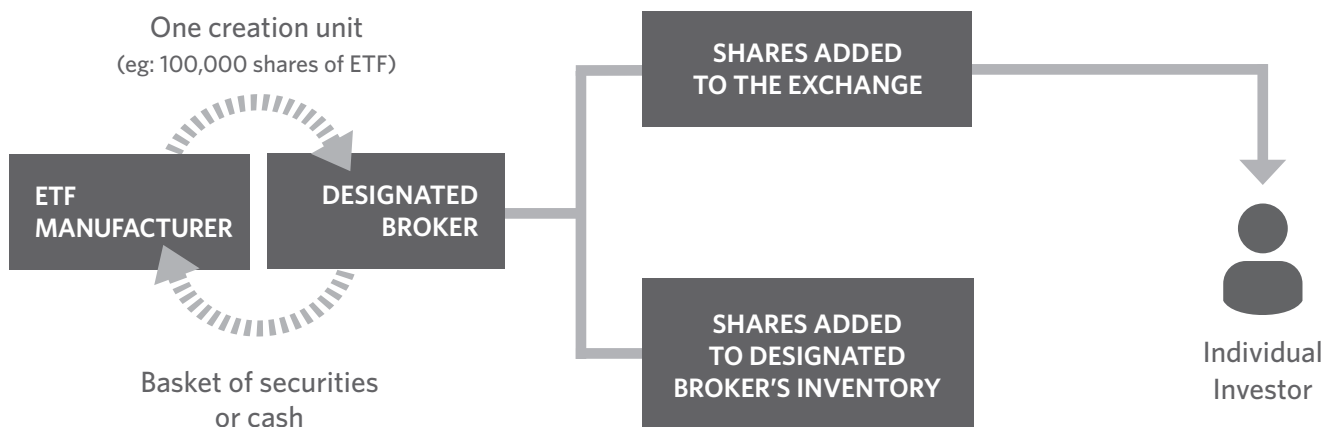 One creation unit
(eg: 100,000 shares of ETF)
ETF
MANUFACTURER
DESIGNATED
BROKER
Basket of securities
or cash
SHARES ADDED
TO THE EXCHANGE
SHARES ADDED
TO DESIGNATED
BROKER’S INVENTORY
Individual
Investor